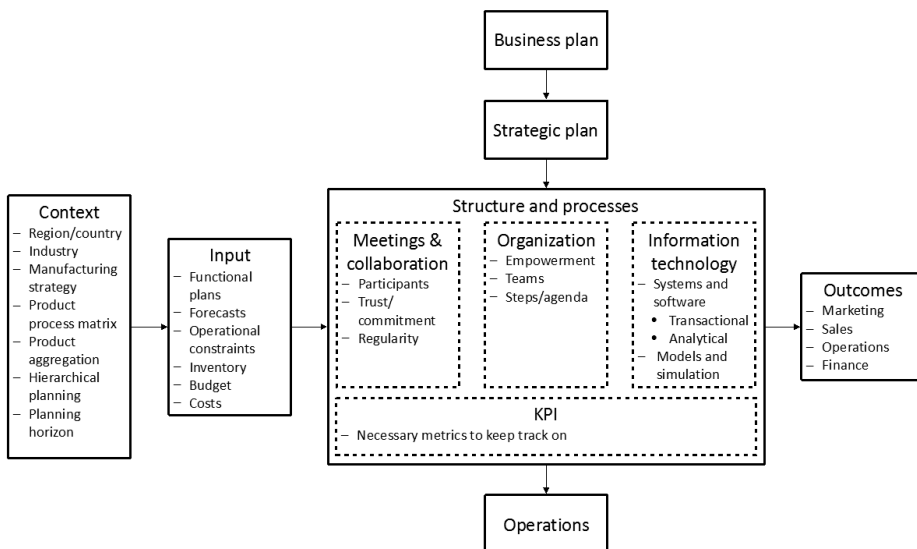 Business plan
Strategic plan
Context
– Region/country
– Industry
– Manufacturing
strategy
– Product
process matrix
– Product
aggregation
– Hierarchical
planning
– Planning
horizon
Input
– Functional
plans
– Forecasts
– Operational
constraints
– Inventory
– Budget
– Costs
Structure and processes
Meetings &
collaboration
– Participants
– Trust/
commitment
– Regularity
Organization
– Empowerment
– Teams
– Steps/agenda
Information
technology
– Systems and
software
• Transactional
• Analytical
– Models and
simulation
KPI
– Necessary metrics to keep track on
Outcomes
– Marketing
– Sales
– Operations
– Finance
Operations